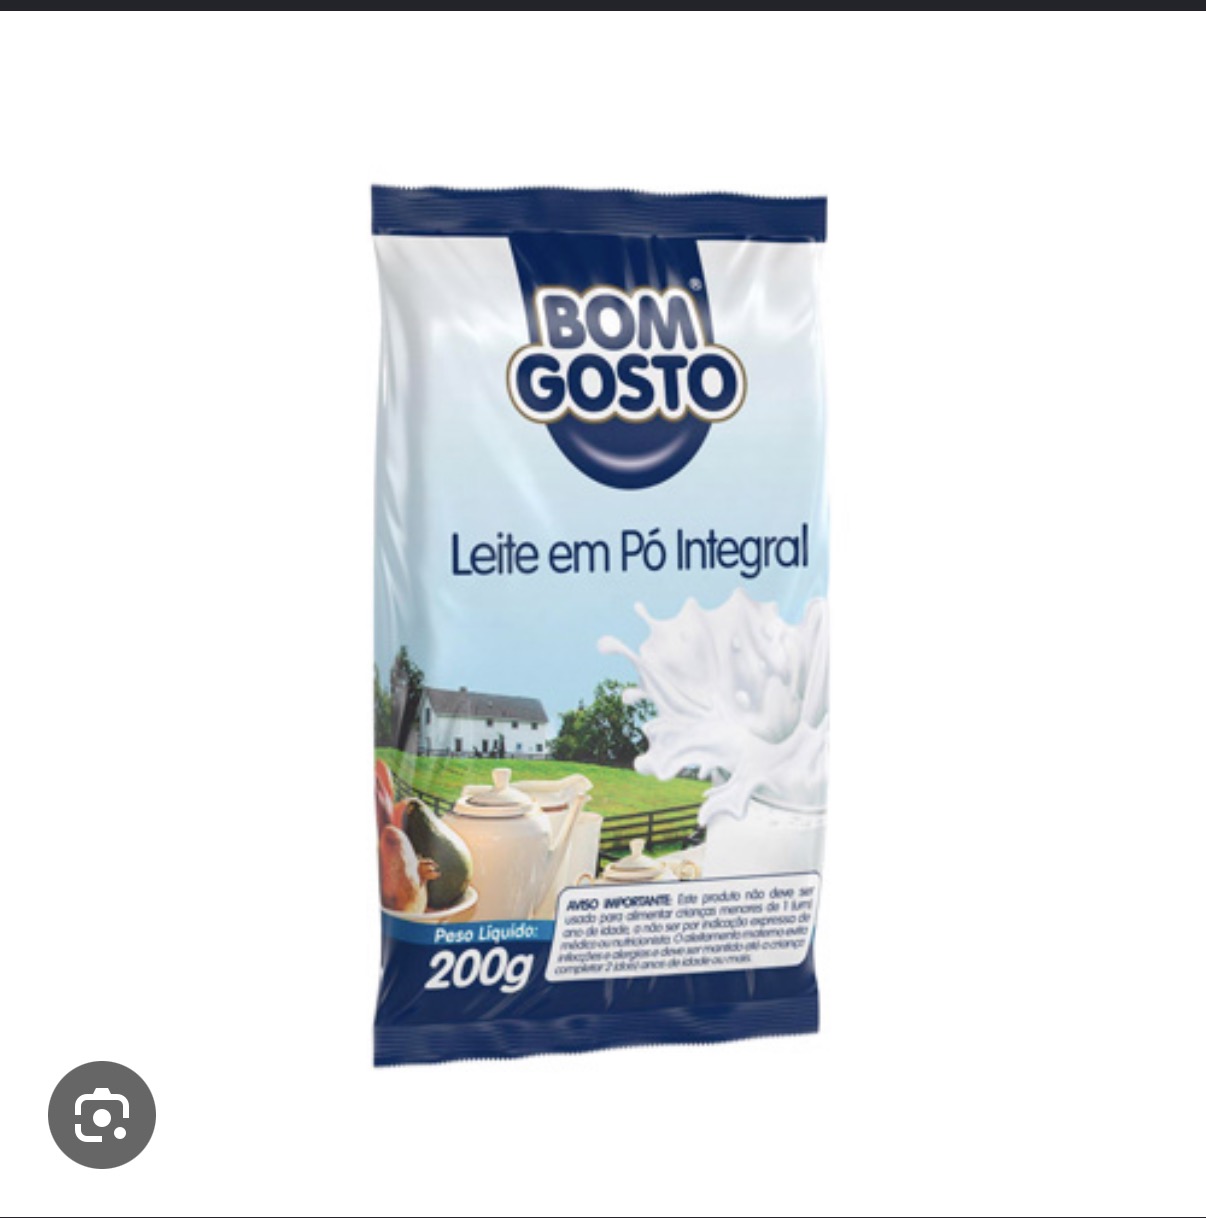 BOM
GOSTO
®
Leite em Pó Integral
AVISO IMPORTANTE: Este produto não deve ser
usado para alimentar crianças menores de 1 (um)
ano de idade, a não ser por indicação expressa de
médico ou nutricionista. O aleitamento materno evita
infecções e alergias e deve ser mantido até a criança
completar 2 (dois) anos de idade ou mais.
Peso Líquido:
200g